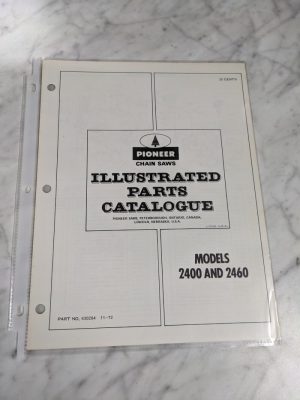 PIONEER
CHAIN SAWS
ILLUSTRATED
PARTS
CATALOGUE
PIONEER SAWS, PETERBOROUGH, ONTARIO, CANADA.
LINCOLN, NEBRASKA, U.S.A.
MODELS
2400 AND 2460